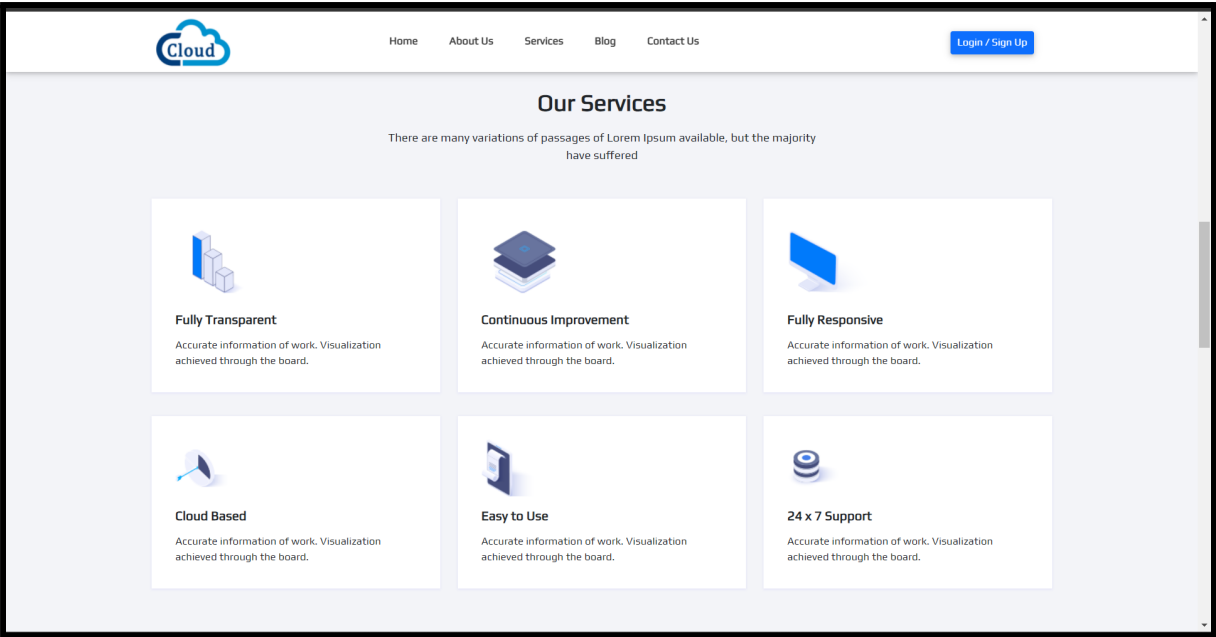 Cloud
Home About Us Services Blog Contact Us
Login / Sign Up
Our Services
There are many variations of passages of Lorem Ipsum available, but the majority
have suffered
Fully Transparent
Accurate information of work. Visualization
achieved through the board.
Continuous Improvement
Accurate information of work. Visualization
achieved through the board.
Fully Responsive
Accurate information of work. Visualization
achieved through the board.
Cloud Based
Accurate information of work. Visualization
achieved through the board.
Easy to Use
Accurate information of work. Visualization
achieved through the board.
24 x 7 Support
Accurate information of work. Visualization
achieved through the board.